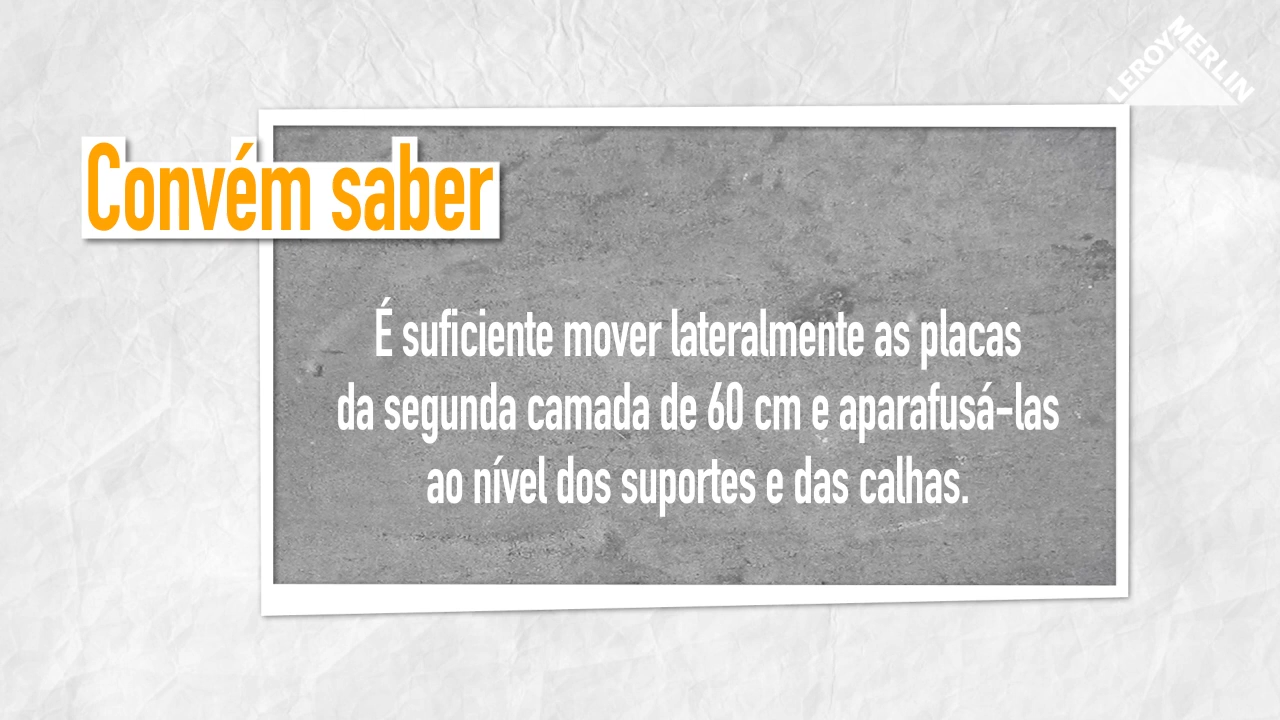 LEROY MERLIN
Convém saber
É suficiente mover lateralmente as placas
da segunda camada de 60 cm e aparafusá-las
ao nível dos suportes e das calhas.